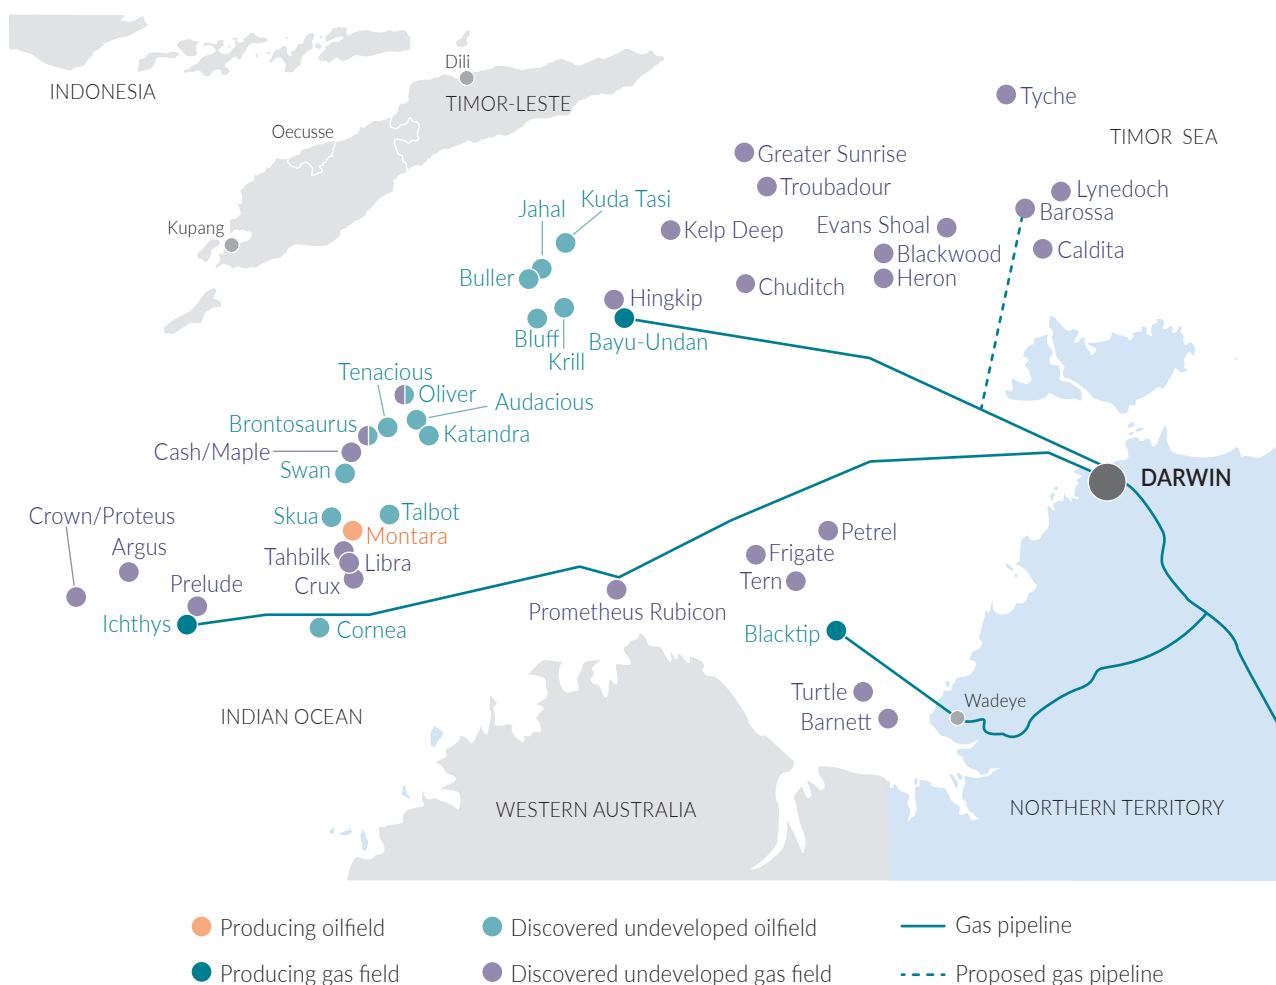 Dili
INDONESIA
TIMOR-LESTE
Tyche
Oecusse
TIMOR SEA
Greater Sunrise
Troubadour
Lynedoch
Kuda Tasi
Jahal
Barossa
Kupang
Kelp Deep
Evans Shoal
Caldita
Blackwood
Buller
Heron
Chuditch
Hingkip
Bluff
Bayu-Undan
Krill
Tenacious
Oliver
Audacious
Brontosaurus
Katandra
Cash/Maple
Swan
DARWIN
Crown/Proteus
Skua
Talbot
Montara
Petrel
Argus
Tahbilk
Libra
Frigate
Prelude
Crux
Tern
Prometheus Rubicon
Ichthys
Cornea
Blacktip
Turtle
Wadeye
INDIAN OCEAN
Barnett
WESTERN AUSTRALIA
NORTHERN TERRITORY
Producing oilfield
Discovered undeveloped oilfield
Gas pipeline
Producing gas field
Discovered undeveloped gas field
Proposed gas pipeline